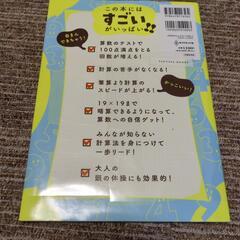 この本には
すごい
がいっぱい!!
算数のテストで
100点満点をとる
回数が増える!
計算の苦手がなくなる!
筆算より計算の
スピードが上がる!
かっこいい!
19×19まで
暗算できるようになって、
算数への自信ゲット!
みんなが知らない
計算法を身につけて
一歩リード!
大人の
頭の体操にも効果的!